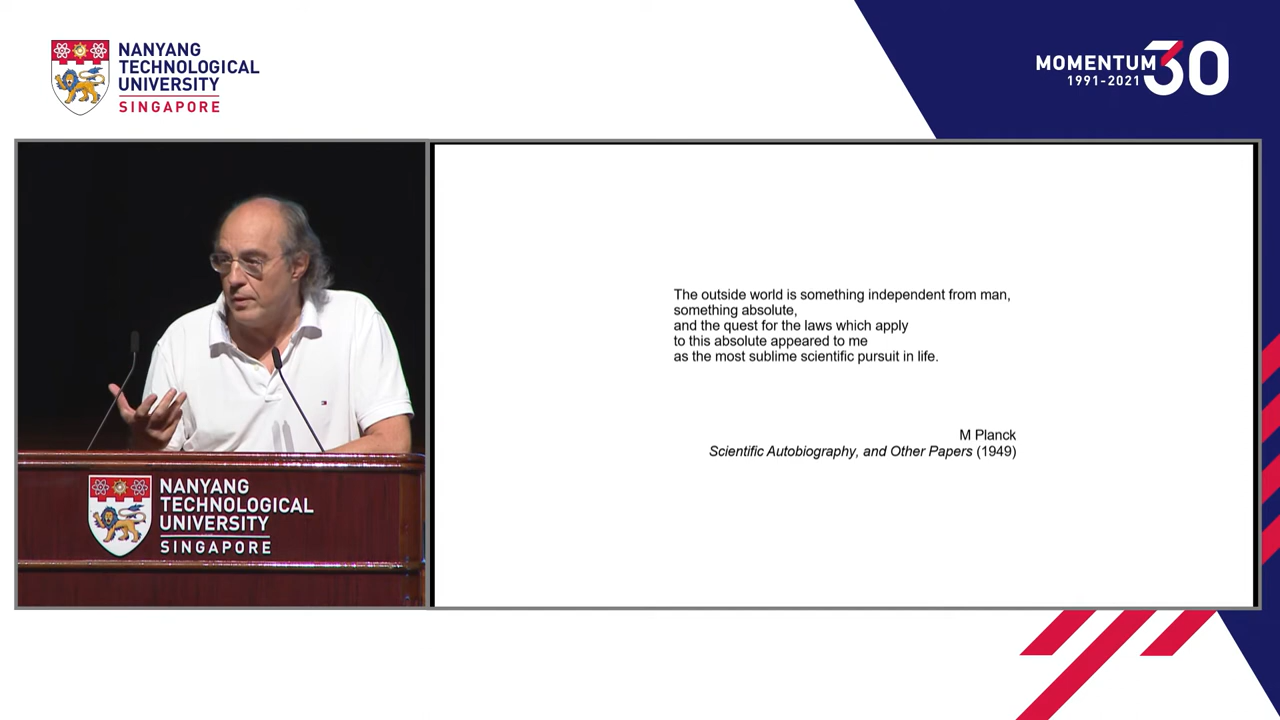 NANYANG
TECHNOLOGICAL
UNIVERSITY
SINGAPORE
MOMENTUM30
1991-2021
The outside world is something independent from man,
something absolute,
and the quest for the laws which apply
to this absolute appeared to me
as the most sublime scientific pursuit in life.
M Planck
Scientific Autobiography, and Other Papers (1949)
NANYANG
TECHNOLOGICAL
UNIVERSITY
SINGAPORE